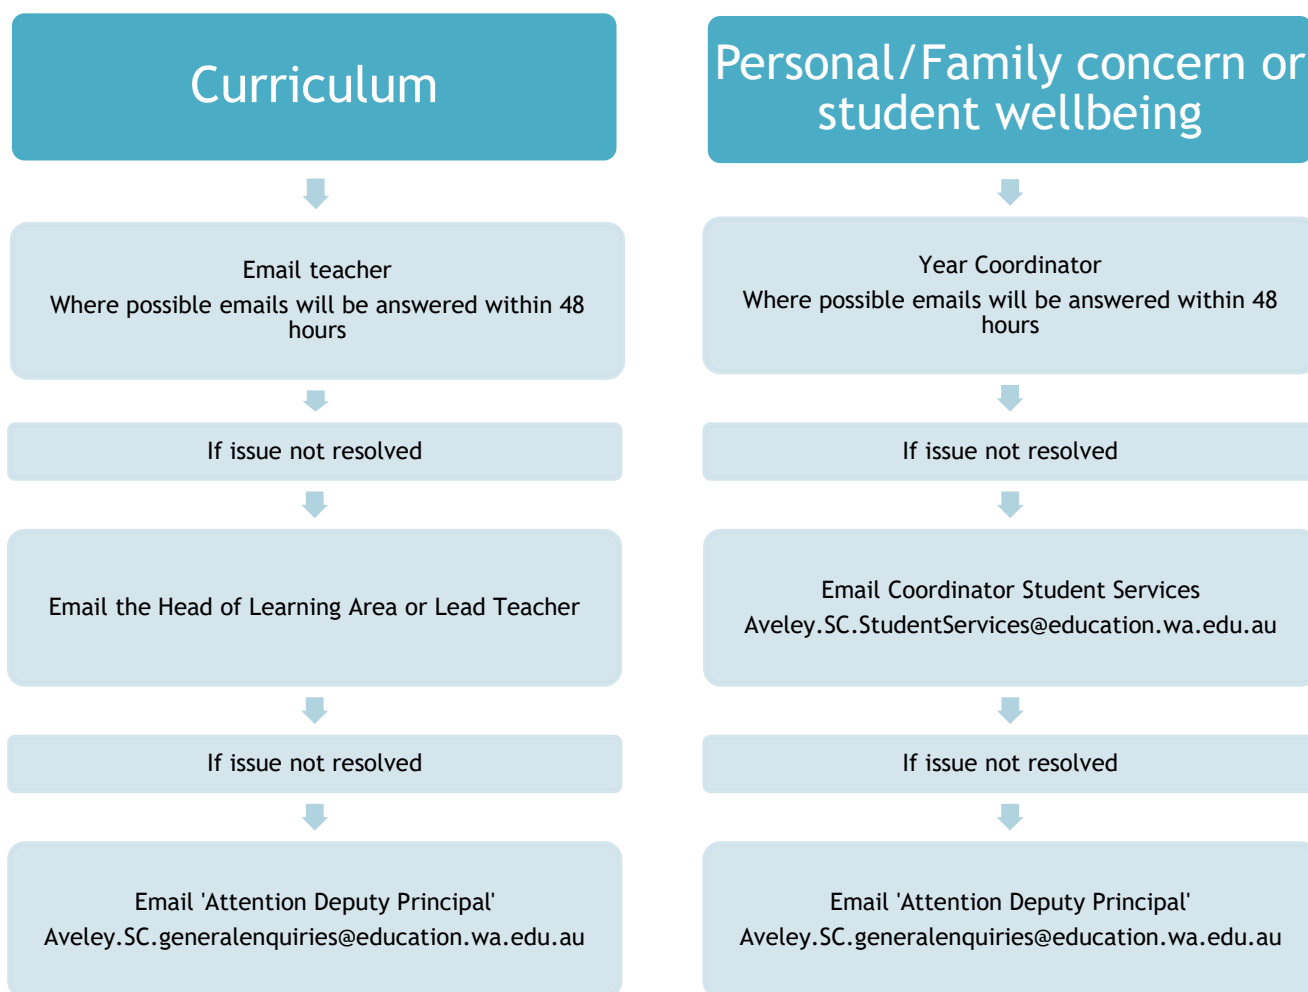 Curriculum
Email teacher
Where possible emails will be answered within 48
hours
If issue not resolved
Email the Head of Learning Area or Lead Teacher
If issue not resolved
Email 'Attention Deputy Principal'
Aveley.SC.generalenquiries@education.wa.edu.au
Personal/Family concern or
student wellbeing
Year Coordinator
Where possible emails will be answered within 48
hours
If issue not resolved
Email Coordinator Student Services
Aveley.SC.StudentServices@education.wa.edu.au
If issue not resolved
Email 'Attention Deputy Principal'
Aveley.SC.generalenquiries@education.wa.edu.au